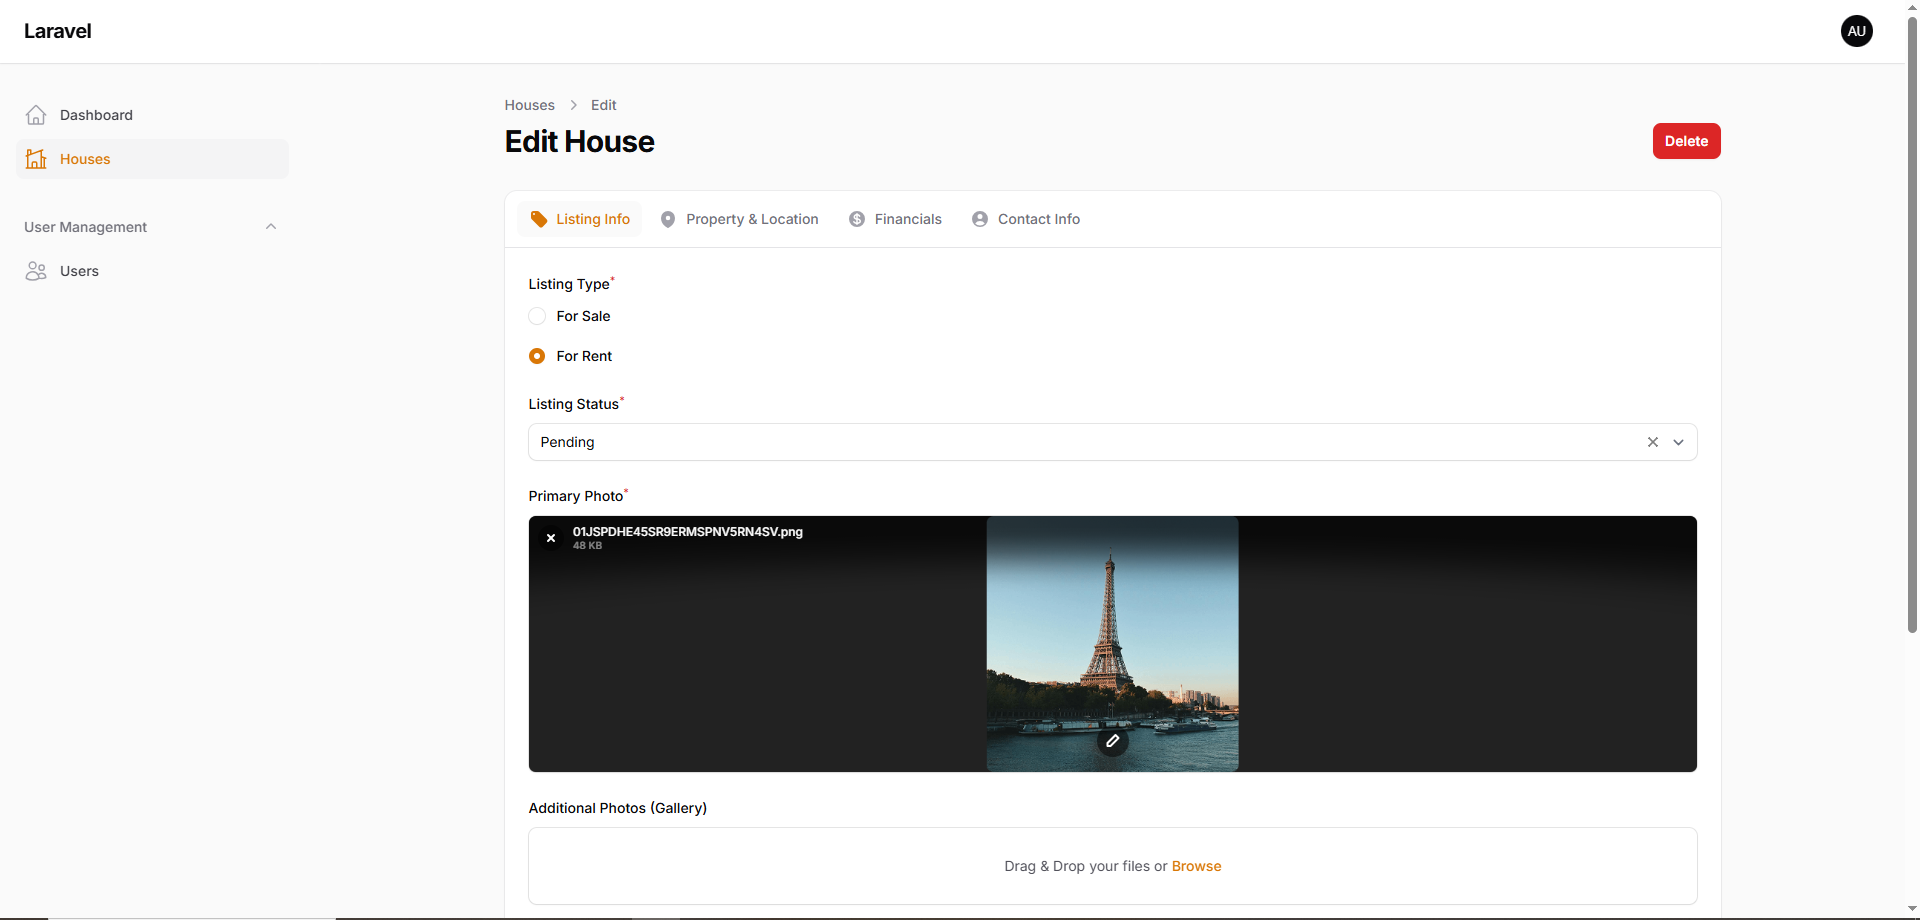 Laravel
AU
Dashboard
Houses
User Management
Users
Houses > Edit
Edit House
Delete
Listing Info
Property & Location
$
Financials
Contact Info
Listing Type*
For Sale
For Rent
Listing Status*
Pending
Primary Photo*
01JSPDHE45SR9ERMSPNV5RN4SV.png
48 KB
Additional Photos (Gallery)
Drag & Drop your files or Browse